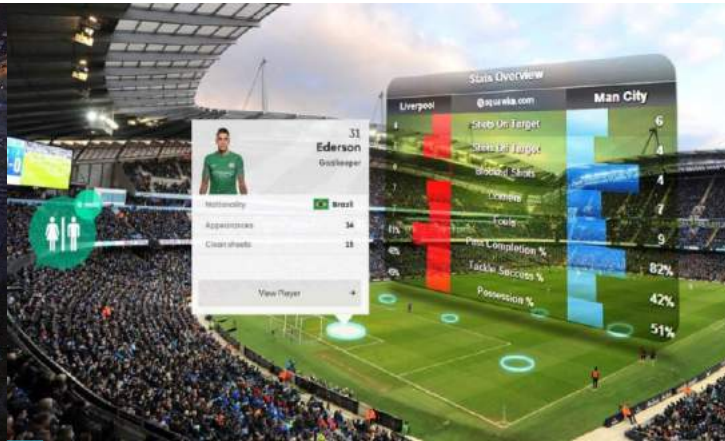 31
Ederson
Goalkeeper
Nationality Brazil
Appearances 34
Clean sheets
View Player →
Stats Overview
Liverpool @squawka.com Man City
Shots On Target 6
Shots Off Target 4
Blocked Shots 4
Corners 7
Fouls 9
Pass Completion % 82%
Tackle Success % 42%
Possession % 51%